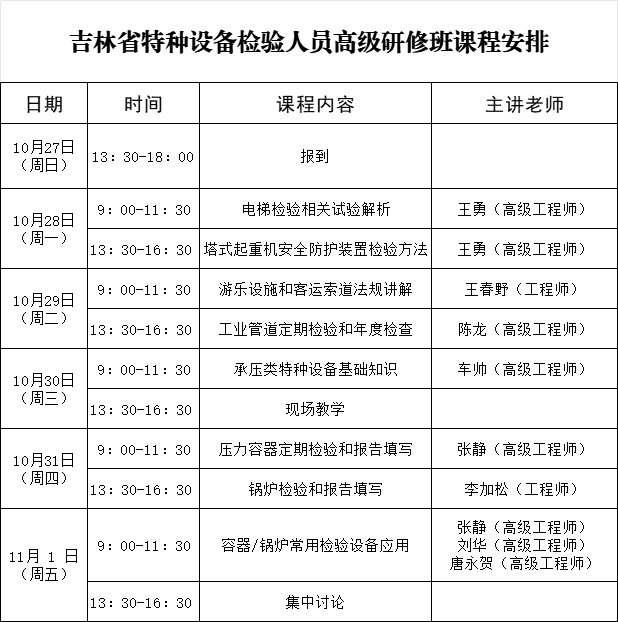 吉林省特种设备检验人员高级研修班课程安排
日期 时间 课程内容 主讲老师
10月27日
（周日）
13：30-18：00 报到
10月28日
（周一）
9：00-11：30 电梯检验相关试验解析 王勇（高级工程师）
13：30-16：30 塔式起重机安全防护装置检验方法 王勇（高级工程师）
10月29日
（周二）
9：00-11：30 游乐设施和客运索道法规讲解 王春野（工程师）
13：30-16：30 工业管道定期检验和年度检查 陈龙（高级工程师）
10月30日
（周三）
9：00-11：30 承压类特种设备基础知识 车帅（高级工程师）
13：30-16：30 现场教学
10月31日
（周四）
9：00-11：30 压力容器定期检验和报告填写 张静（高级工程师）
13：30-16：30 锅炉检验和报告填写 李加松（工程师）
11月 1 日
（周五）
9：00-11：30 容器/锅炉常用检验设备应用
张静（高级工程师）
刘华（高级工程师）
唐永贺（高级工程师）
13：30-16：30 集中讨论